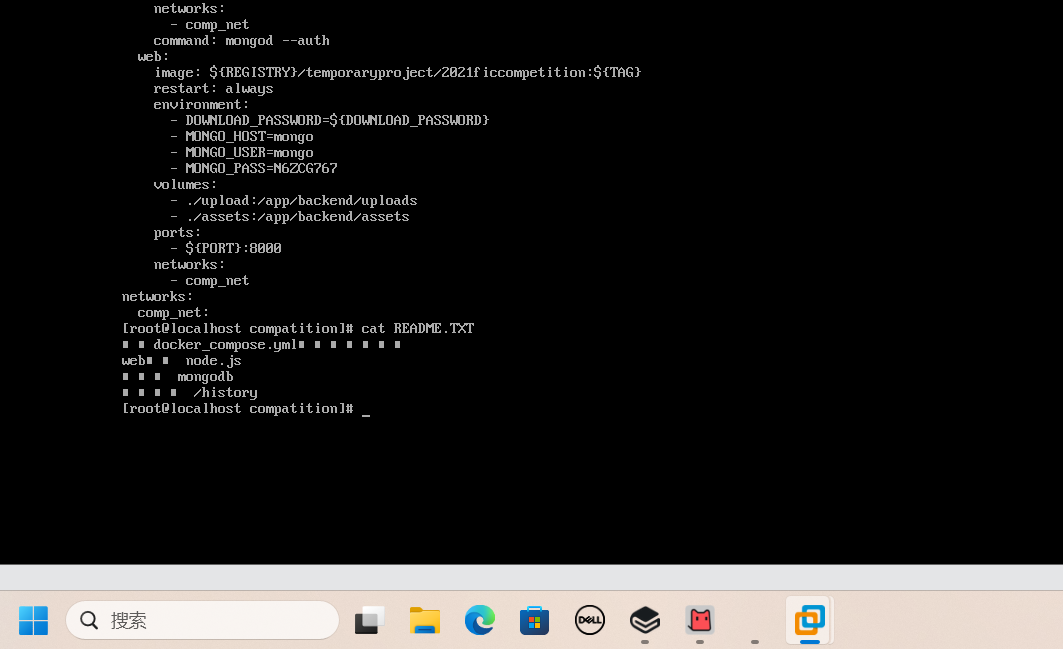 networks:
- comp_net
command: mongod --auth
web:
image: ${REGISTRY}/temporaryproject/2021ficcompetition:${TAG}
restart: always
environment:
- DOWNLOAD_PASSWORD=${DOWNLOAD_PASSWORD}
- MONGO_HOST=mongo
- MONGO_USER=mongo
- MONGO_PASS=N6ZCG767
volumes:
- ./upload:/app/backend/uploads
- ./assets:/app/backend/assets
ports:
- ${PORT}:8000
networks:
- comp_net
networks:
comp_net:
[root@localhost compatition]# cat README.TXT
■ ■ docker_compose.yml■ ■ ■ ■ ■ ■ ■
web■ ■ node.js
■ ■ ■ mongodb
■ ■ ■ ■ /history
[root@localhost compatition]# _
搜索
DELL